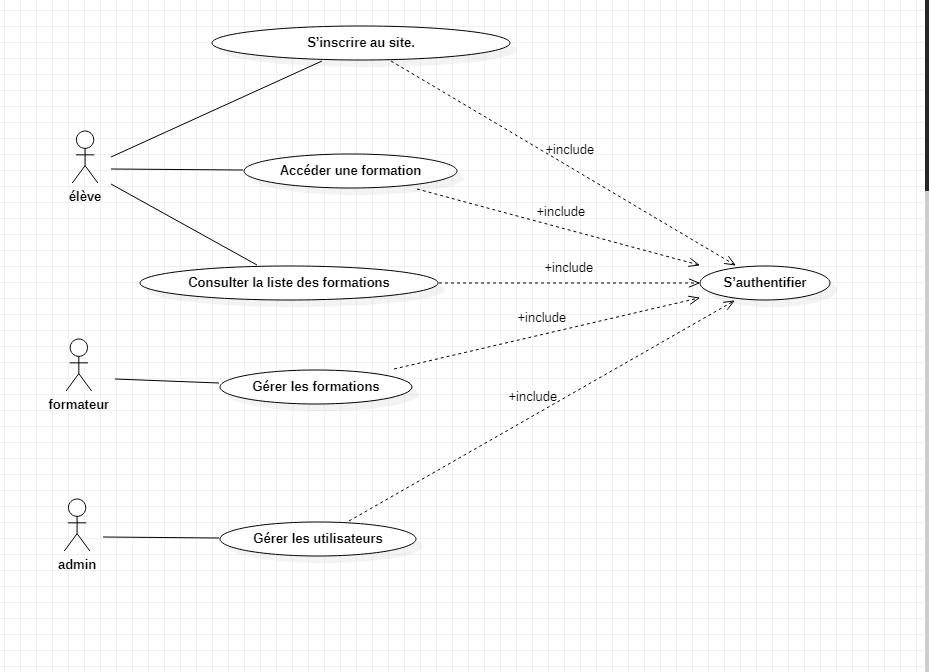 S'inscrire au site.
+include
Accéder une formation
élève
+include
+include
Consulter la liste des formations
S'authentifier
+include
Gérer les formations
formateur
+include
Gérer les utilisateurs
admin